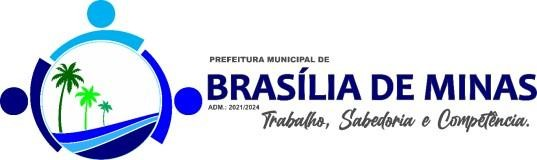 PREFEITURA MUNICIPAL DE
BRASÍLIA DE MINAS
ADM.: 2021/2024
Trabalho, Sabedoria e Competência.